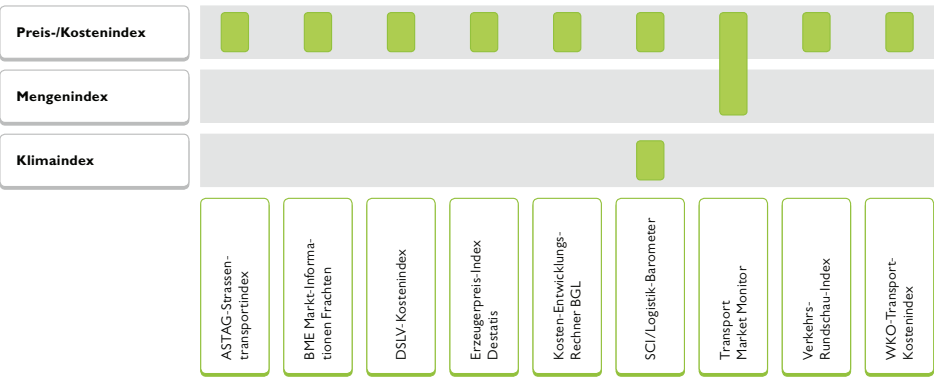 Preis-/Kostenindex
Mengenindex
Klimaindex
ASTAG-Strassen-
transportindex
BME Markt-Informa-
tionen Frachten
DSLV-Kostenindex
Erzeugerpreis-Index
Destatis
Kosten-Entwicklungs-
Rechner BGL
SCI/Logistik-Barometer
Transport
Market Monitor
Verkehrs-
Rundschau-Index
WKO-Transport-
Kostenindex